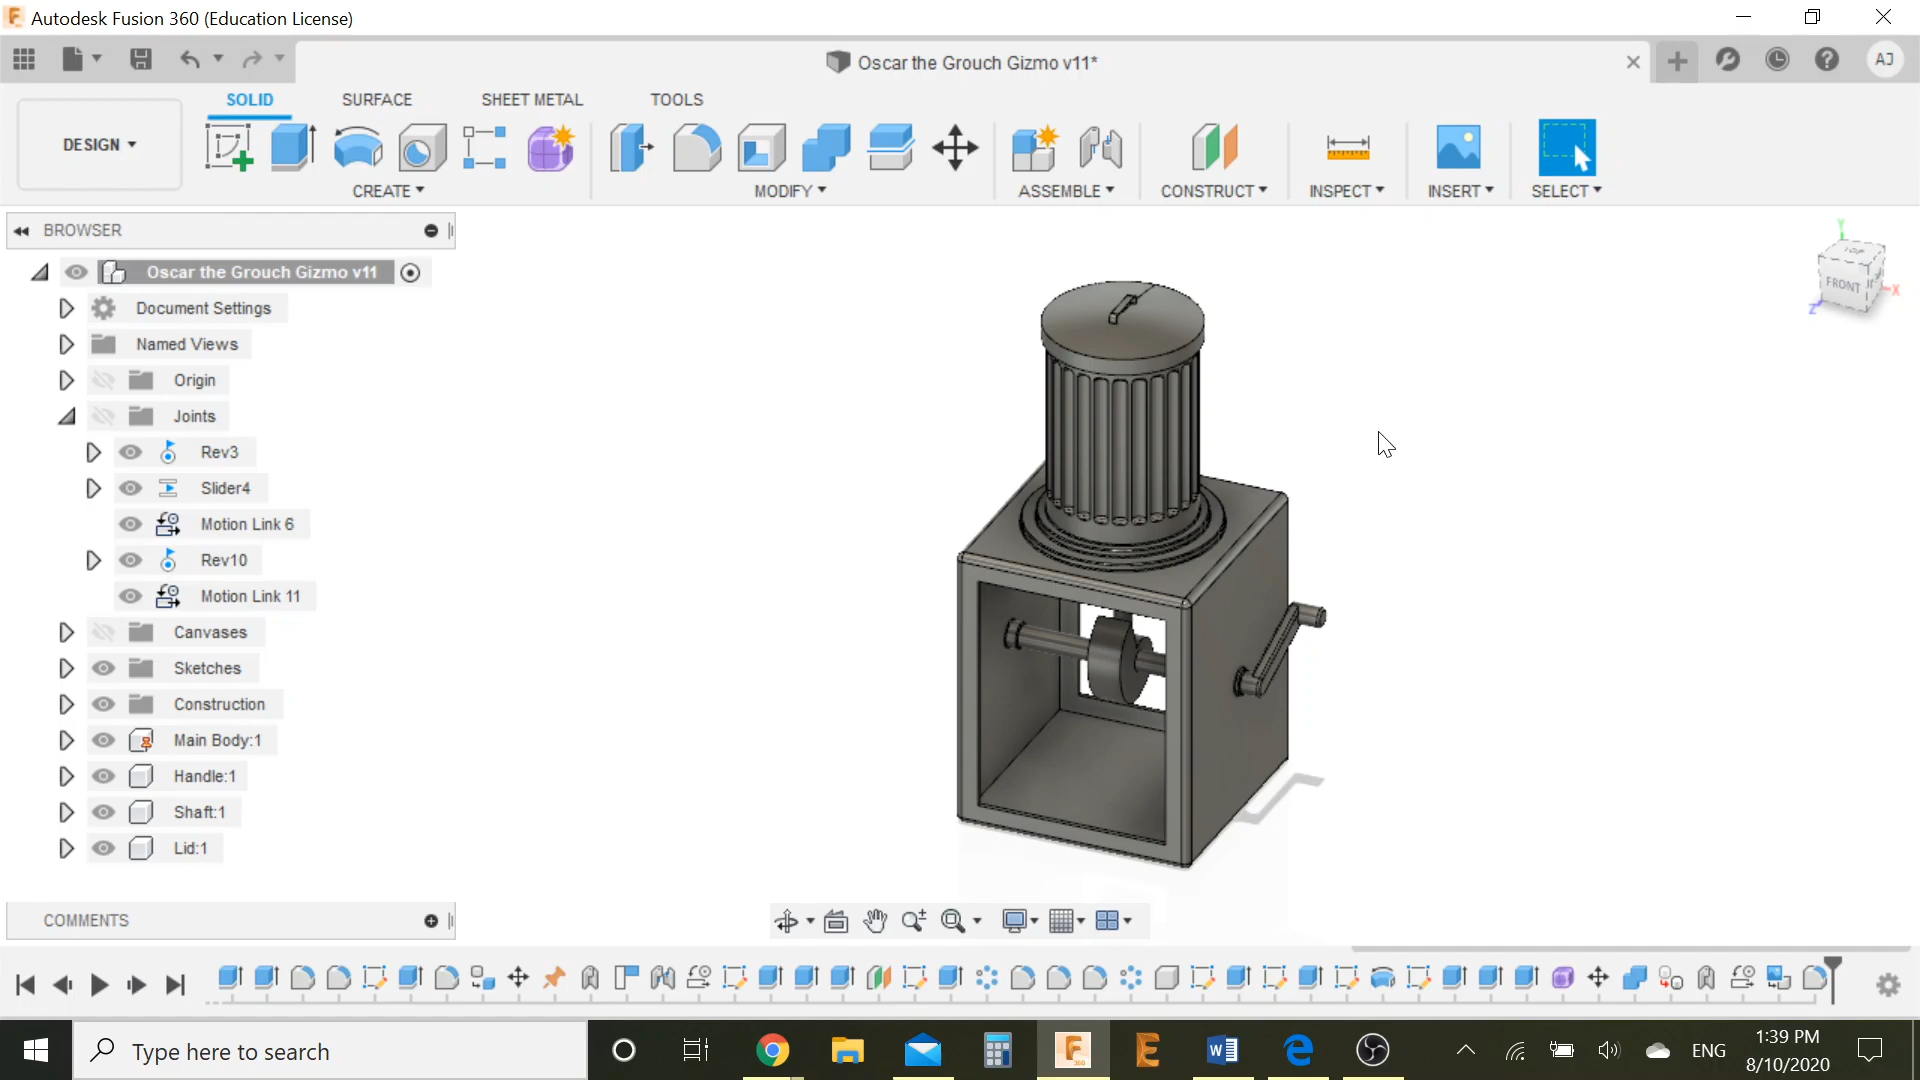 Autodesk Fusion 360 (Education License)
Oscar the Grouch Gizmo v11*
AJ
SOLID
SURFACE
SHEET METAL
TOOLS
DESIGN
CREATE
MODIFY
ASSEMBLE
CONSTRUCT
INSPECT
INSERT
SELECT
BROWSER
Oscar the Grouch Gizmo v11
Document Settings
Named Views
Origin
Joints
Rev3
Slider4
Motion Link 6
Rev10
Motion Link 11
Canvases
Sketches
Construction
Main Body:1
Handle:1
Shaft:1
Lid:1
Y
TOP
FRONT
X
Z
COMMENTS
Type here to search
ENG
1:39 PM
8/10/2020